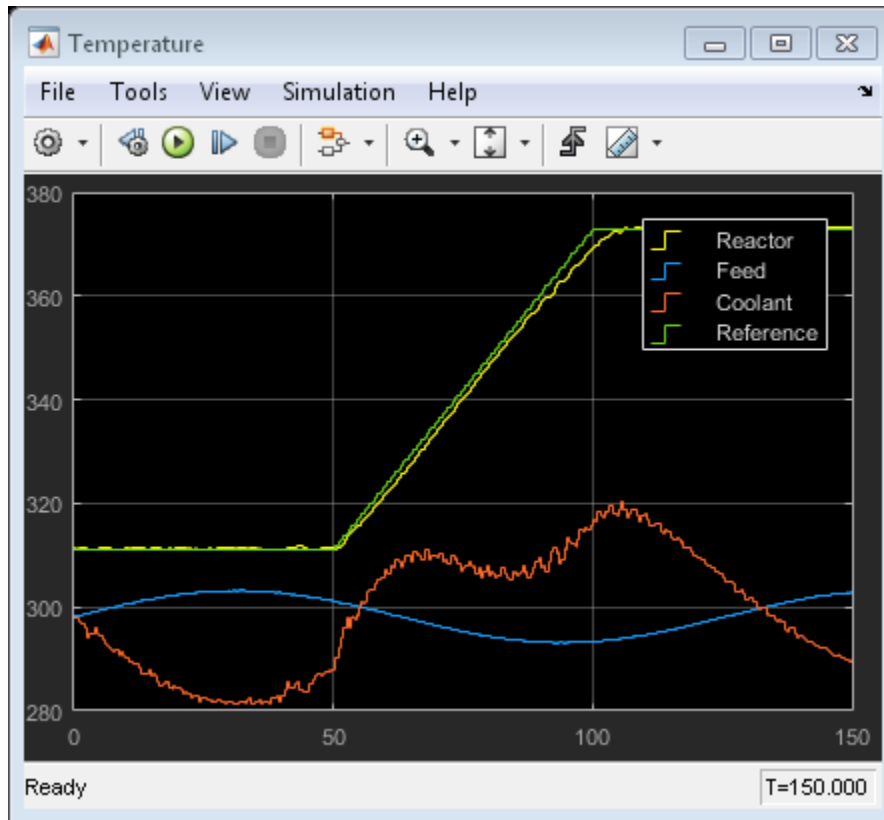 Temperature
File Tools View Simulation Help
380
360
340
320
300
280
0 50 100 150
Reactor
Feed
Coolant
Reference
Ready T=150.000